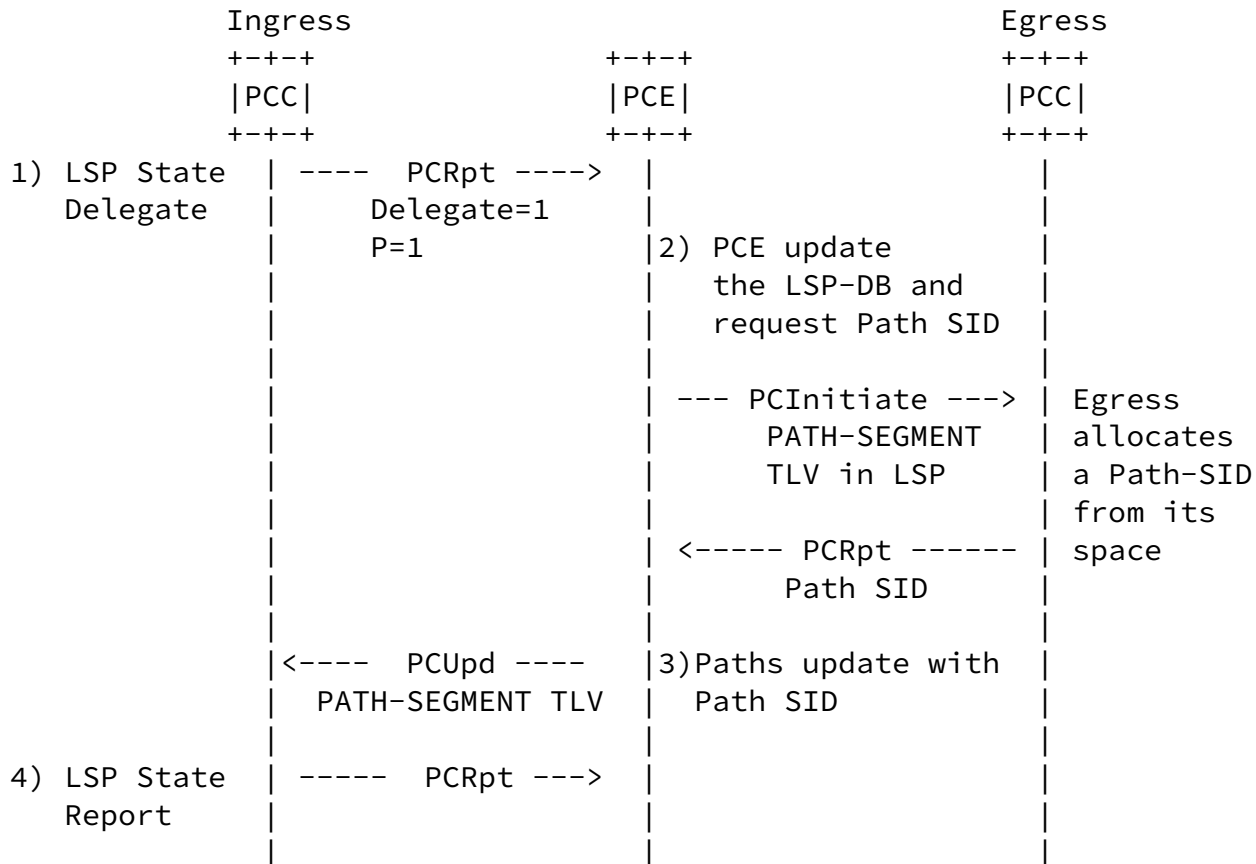 Ingress                                    Egress
            +-+-+                +-+-+                 +-+-+
            |PCC|                |PCE|                 |PCC|
            +-+-+                +-+-+                 +-+-+
1) LSP State  | ----  PCRpt ---->  |                     |
   Delegate   |     Delegate=1     |                     |
              |     P=1            |2) PCE update        |
              |                    |   the LSP-DB and    |
              |                    |   request Path SID  |
              |                    |                     |
              |                    | --- PCInitiate ---> | Egress
              |                    |     PATH-SEGMENT    | allocates
              |                    |     TLV in LSP      | a Path-SID
              |                    |                     | from its
              |                    | <----- PCRpt ------ | space
              |                    |      Path SID       |
              |                    |                     |
              |<----  PCUpd ----   |3)Paths update with  |
              |  PATH-SEGMENT TLV  |  Path SID           |
              |                    |                     |
4) LSP State  | -----  PCRpt --->  |                     |
   Report     |                    |                     |
              |                    |                     |